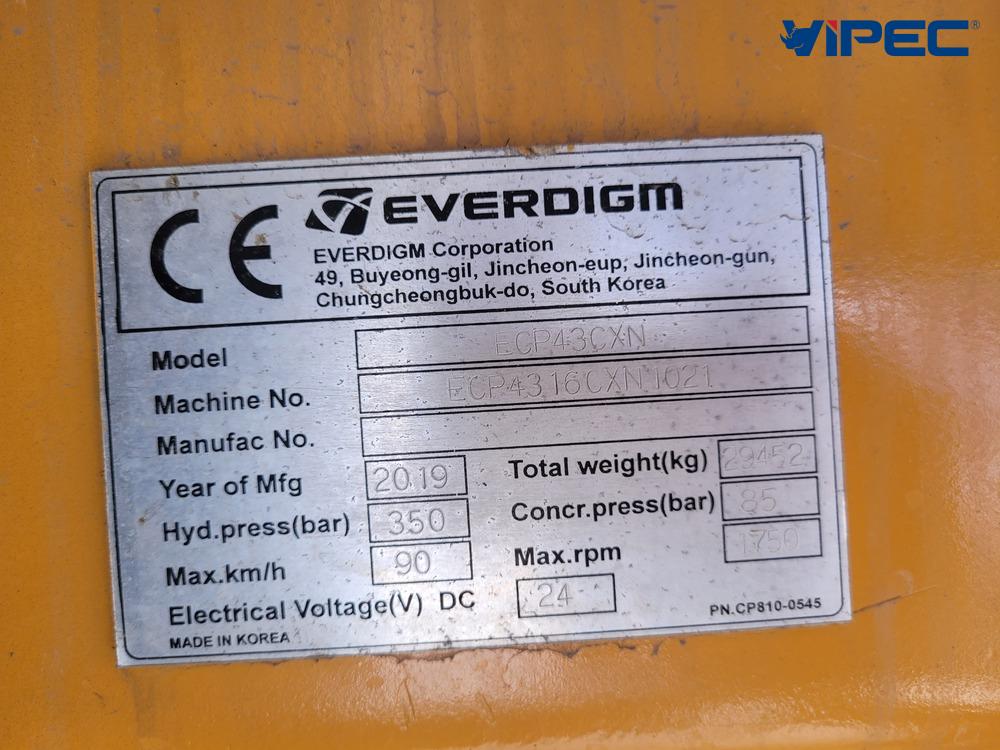 VIPEC®
CE EVERDIGM
EVERDIGM Corporation
49, Buyeong-gil, Jincheon-eup, Jincheon-gun,
Chungcheongbuk-do, South Korea
Model ECP43CXN
Machine No. ECP4316CXN1021
Manufac No.
Year of Mfg 2019 Total weight(kg) 29452
Hyd.press(bar) 350 Concr.press(bar) 85
Max.km/h 90 Max.rpm 1750
Electrical Voltage(V) DC 24
MADE IN KOREA PN.CP810-0545